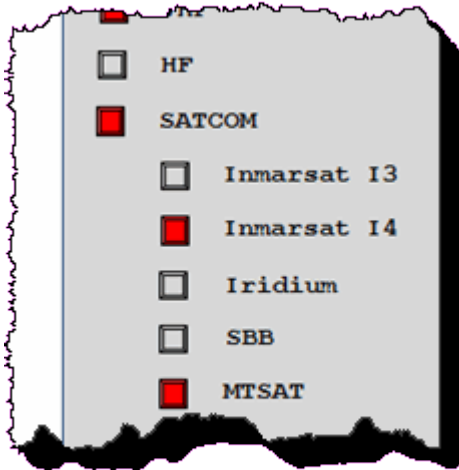 HF
SATCOM
Inmarsat I3
Inmarsat I4
Iridium
SBB
MTSAT